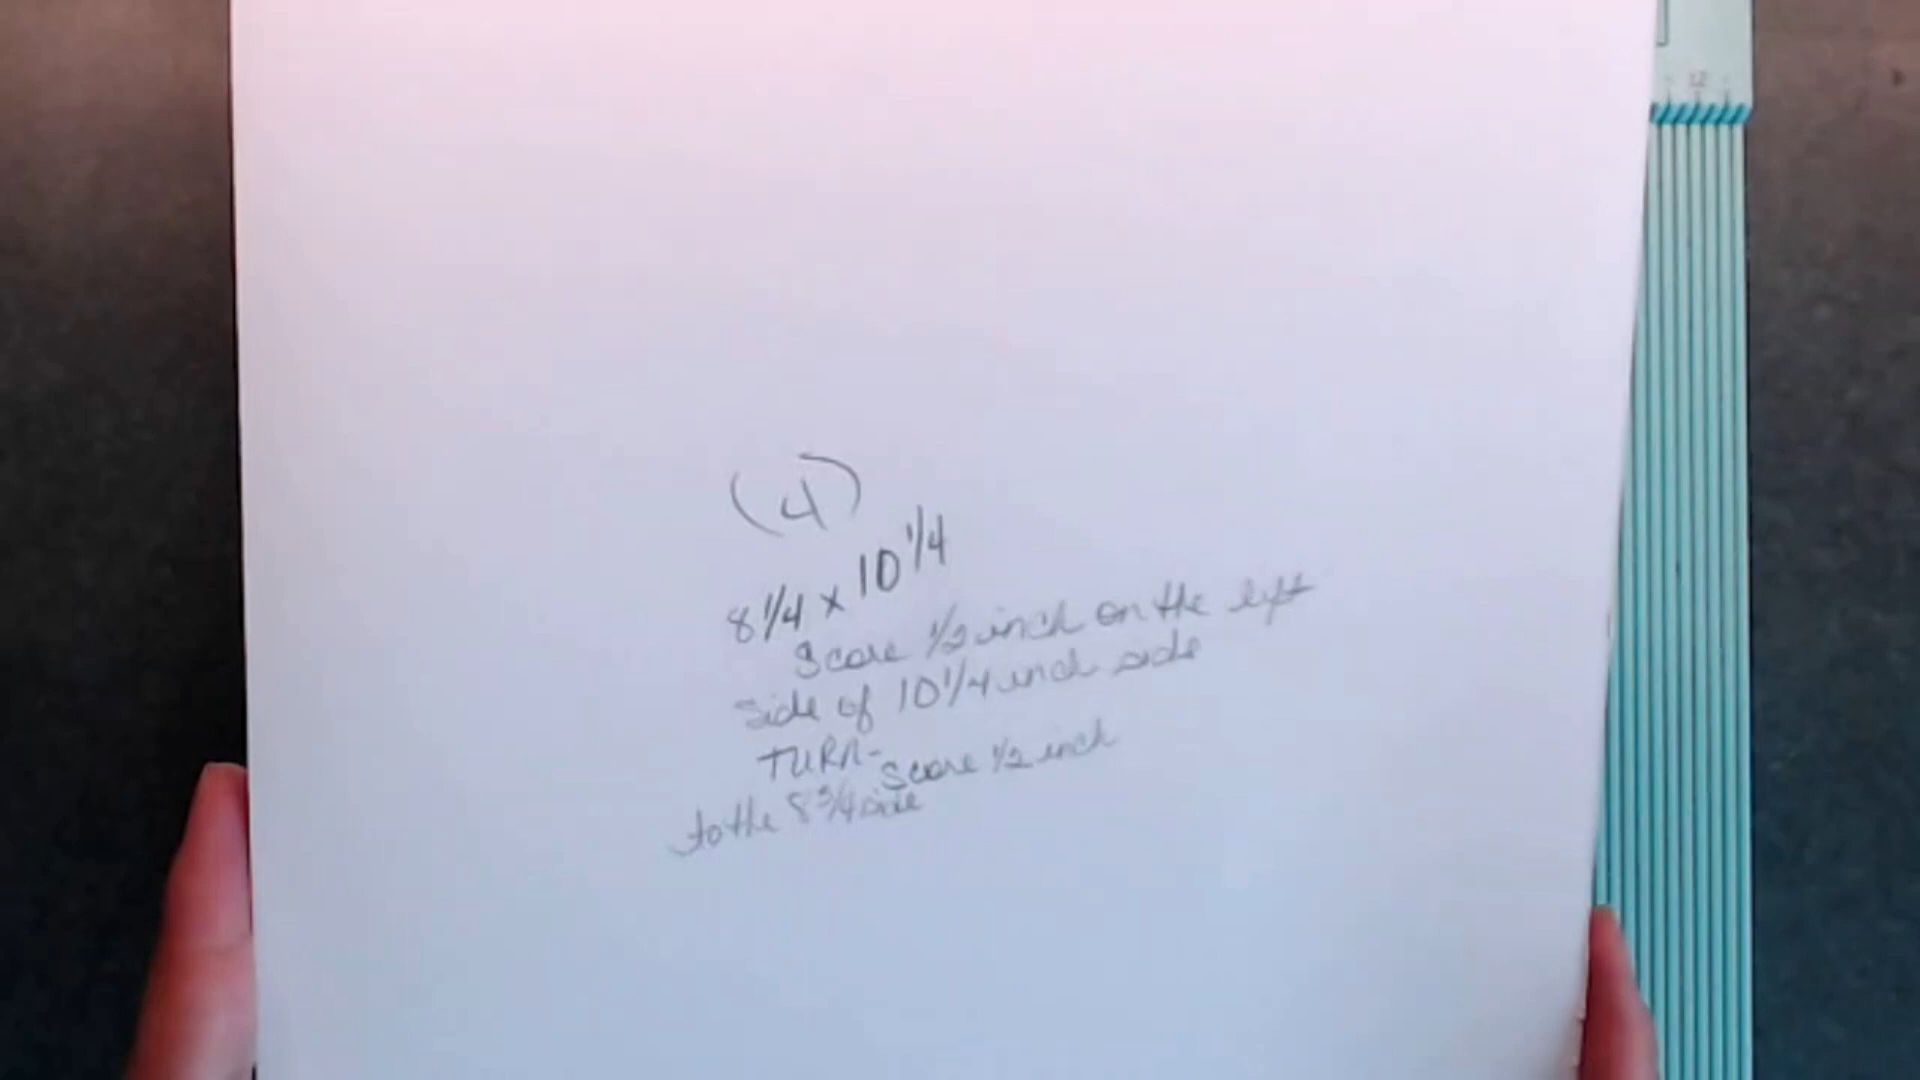 12
(4)
8 1/4 x 10 1/4
Score 1/2 inch on the left
side of 10 1/4 inch side
TURN-
Score 1/2 inch
to the 8 3/4 side